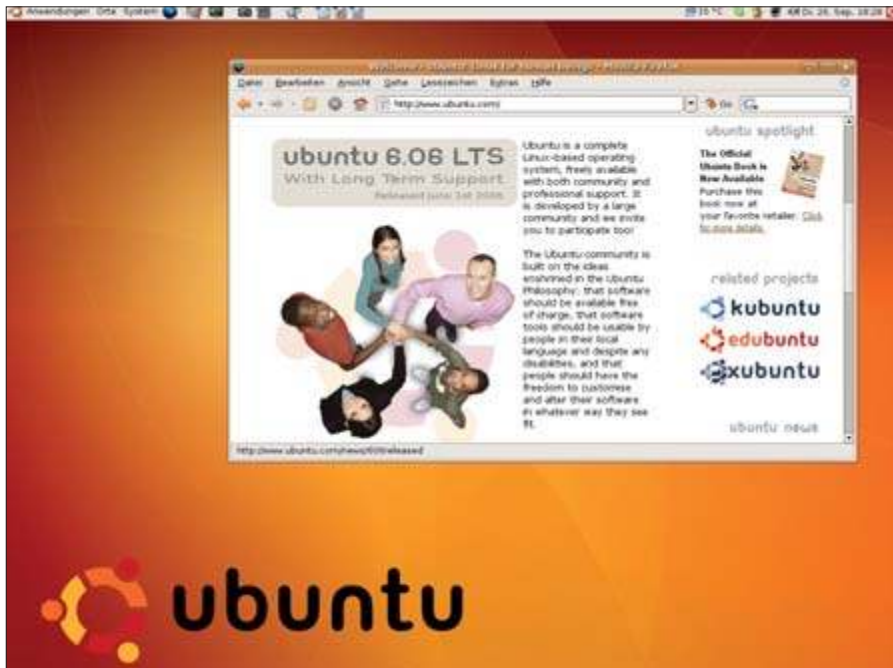 Anwendungen Orte System
Mozilla Firefox
Datei Bearbeiten Ansicht Gehe Lesezeichen Extras Hilfe
http://www.ubuntu.com/
Go
ubuntu 6.06 LTS
With Long Term Support
Released June 1st 2006
Ubuntu is a complete
Linux-based operating
system, freely available
with both community and
professional support. It
is developed by a large
community and we invite
you to participate too!
The Ubuntu community is
built on the ideas
enshrined in the Ubuntu
Philosophy: that software
should be available free
of charge, that software
tools should be usable by
people in their local
language and despite any
disabilities, and that
people should have the
freedom to customise
and alter their software
in whatever way they see
fit.
ubuntu spotlight
The Official
Ubuntu Book is
Now Available
Purchase this
book now at
your favorite retailer. Click
for more details.
related projects
kubuntu
edubuntu
xubuntu
ubuntu news
ubuntu